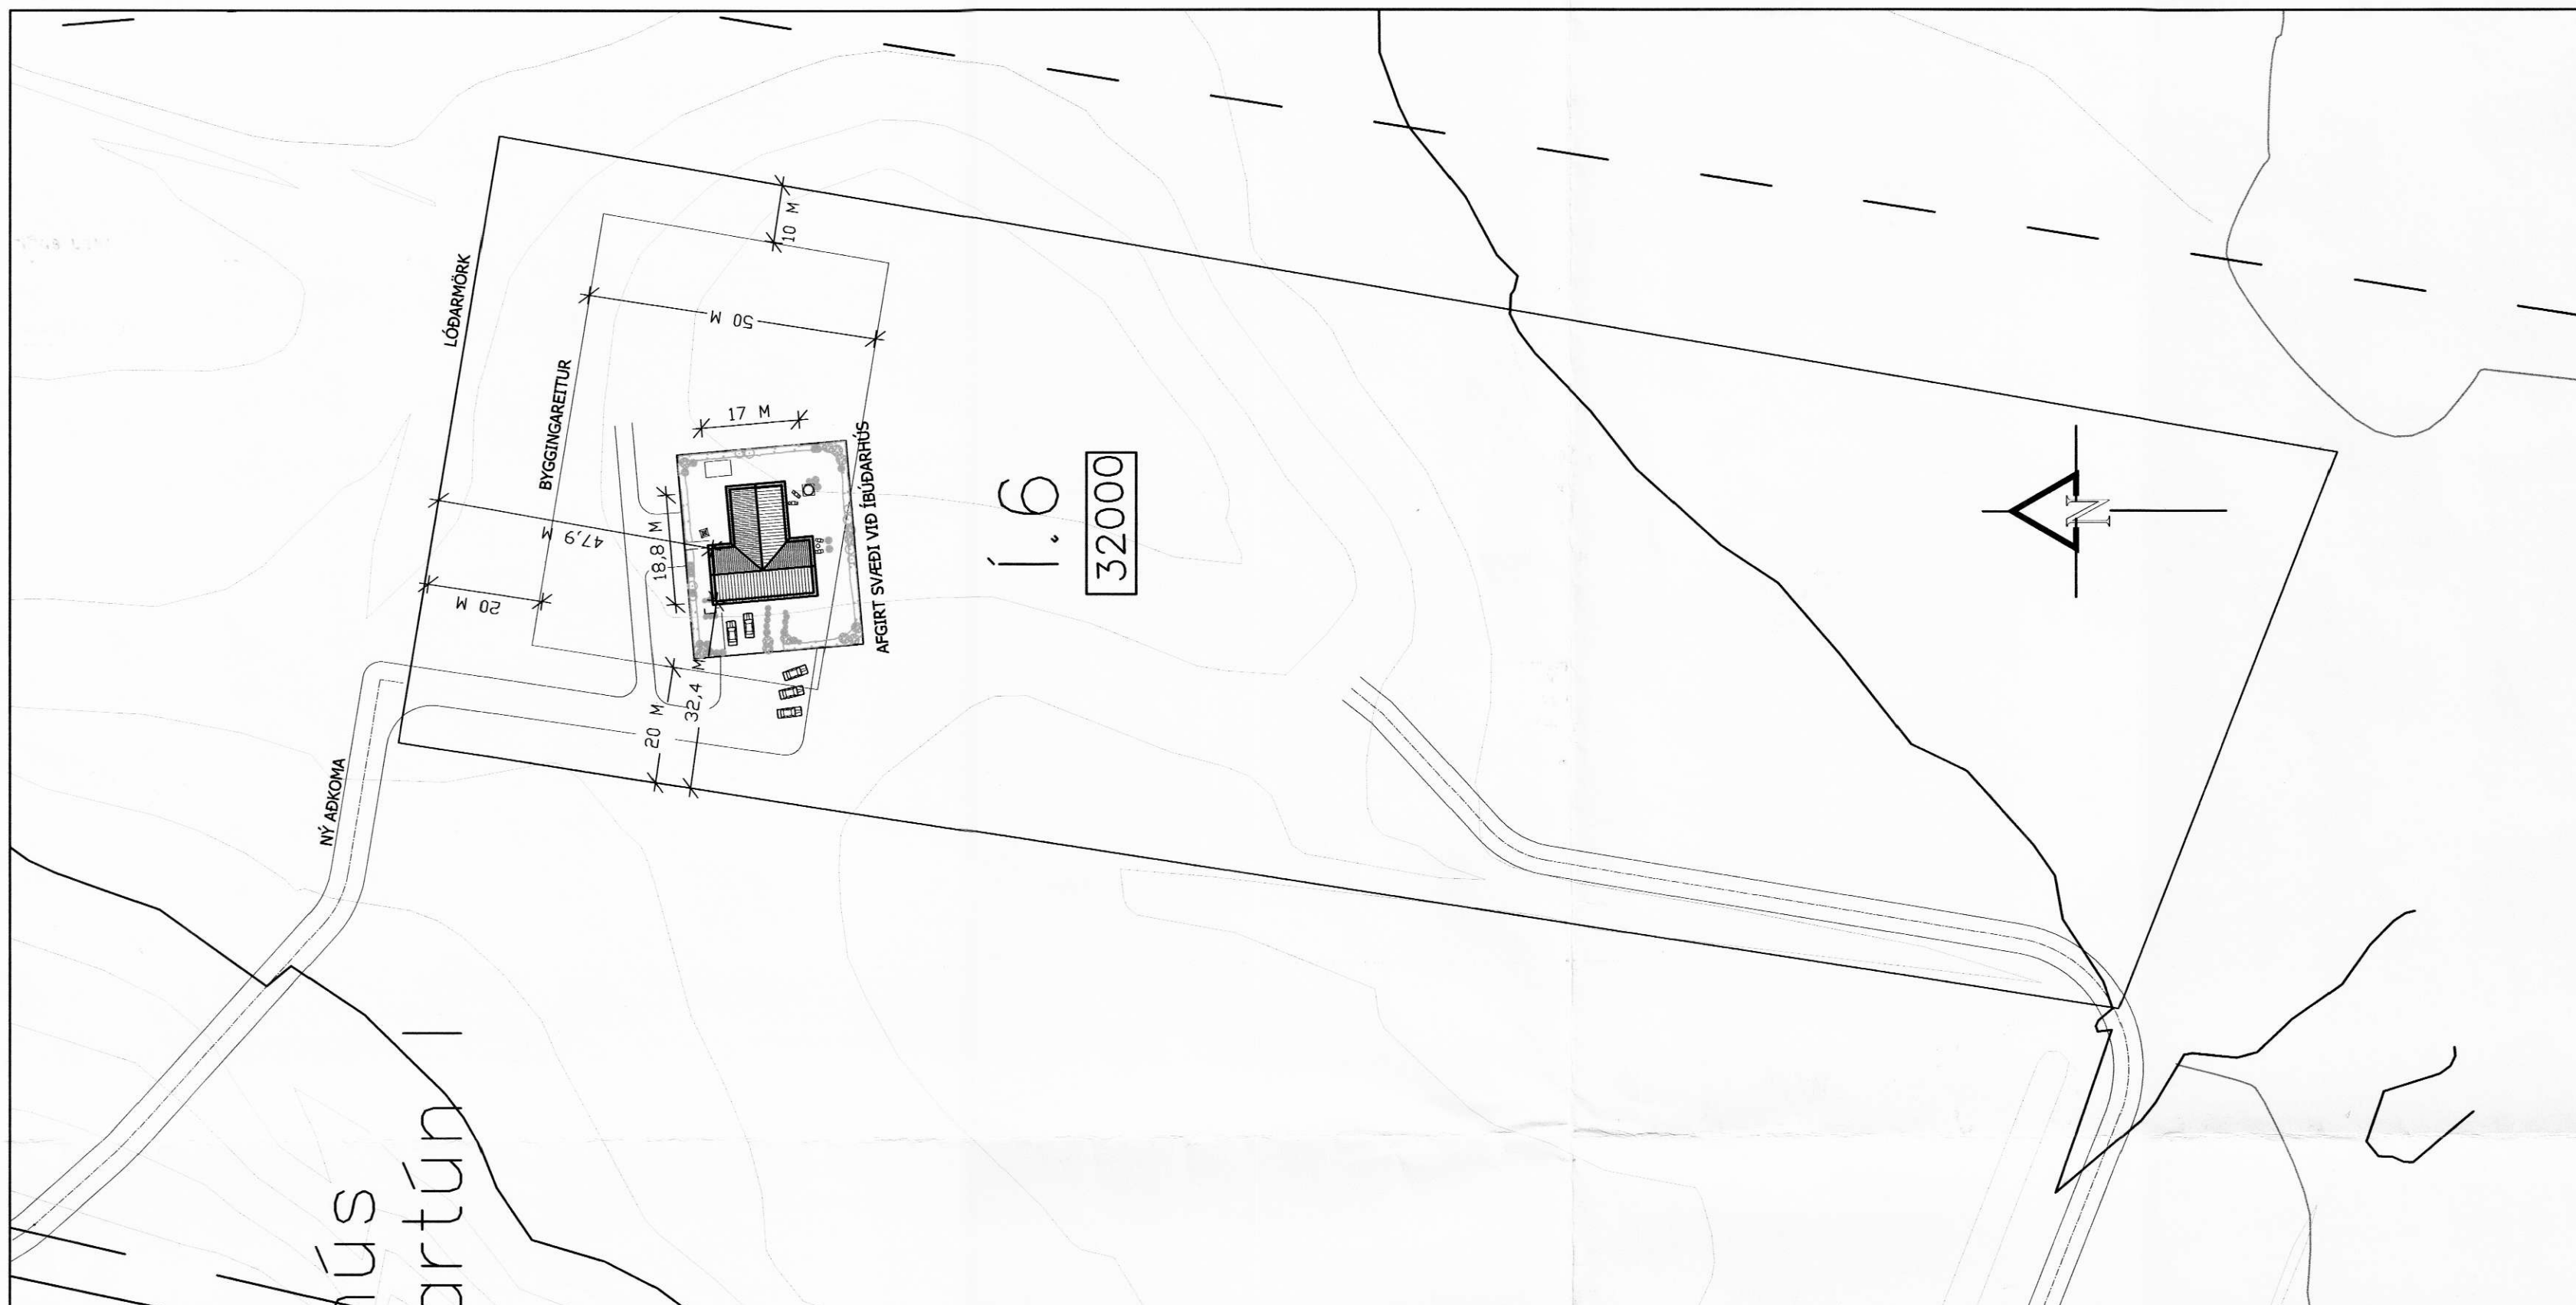 LÓÐARMÖRK
10 M
50 M
BYGGINGAREITUR
17 M
47,9 M
18,8 M
20 M
AFGIRT SVÆÐI VIÐ ÍBÚÐARHÚS
Í.6
32000
N
20 M
32,4 M
NÝ AÐKOMA
ús
artún I